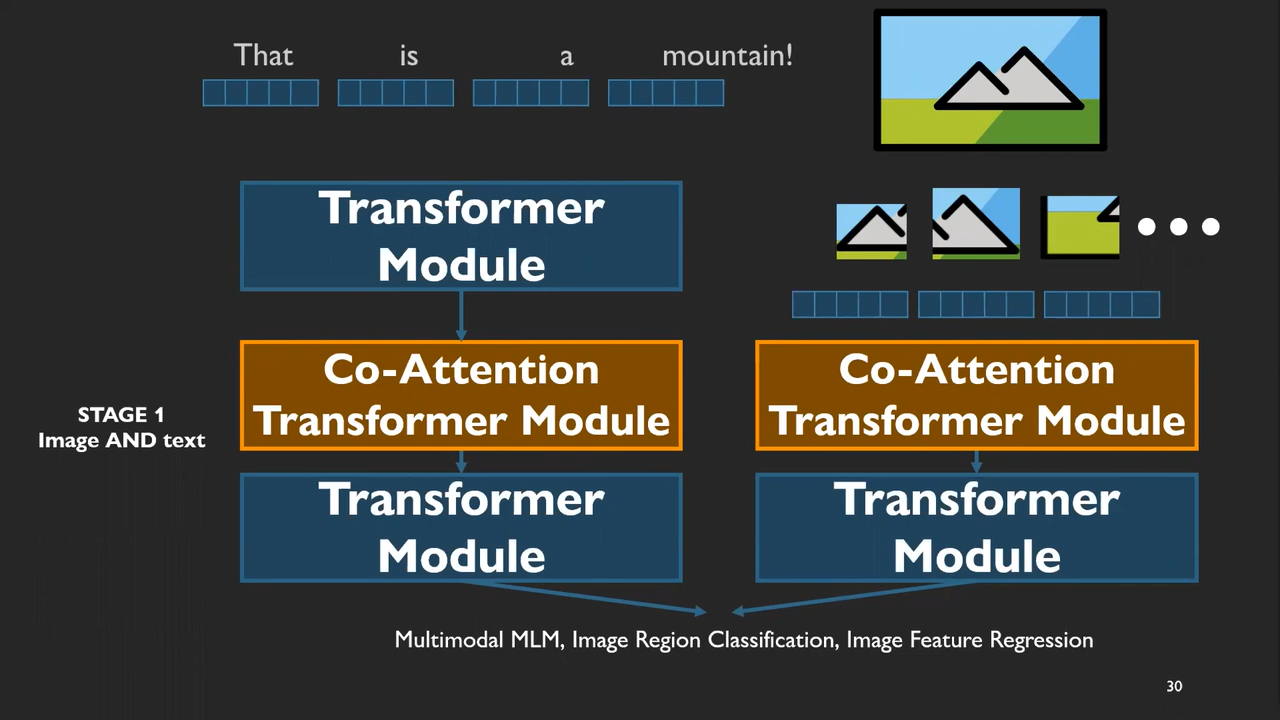 That is a mountain!
Transformer
Module
Co-Attention
Transformer Module
Co-Attention
Transformer Module
STAGE 1
Image AND text
Transformer
Module
Transformer
Module
Multimodal MLM, Image Region Classification, Image Feature Regression
30